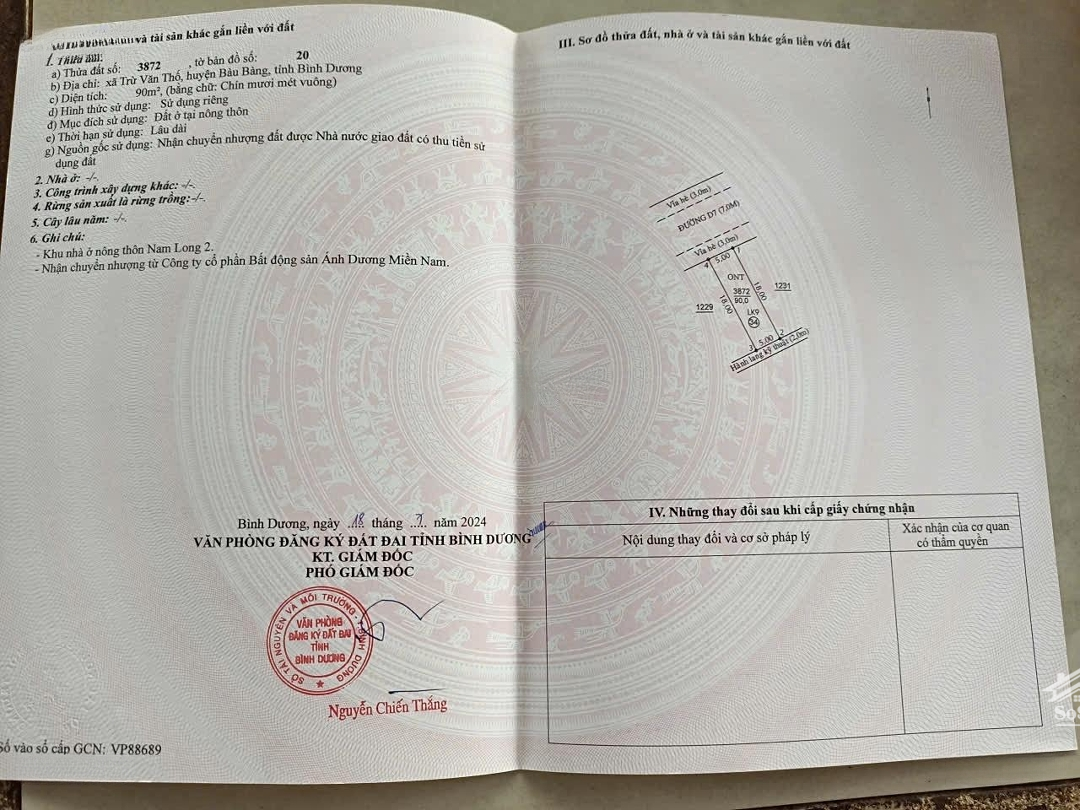 và tài sản khác gắn liền với đất
1. Thửa đất:
a) Thửa đất số: 3872 , tờ bản đồ số: 20
b) Địa chỉ: xã Trừ Văn Thố, huyện Bàu Bàng, tỉnh Bình Dương
c) Diện tích: 90m², (bằng chữ: Chín mươi mét vuông)
d) Hình thức sử dụng: Sử dụng riêng
đ) Mục đích sử dụng: Đất ở tại nông thôn
e) Thời hạn sử dụng: Lâu dài
g) Nguồn gốc sử dụng: Nhận chuyển nhượng đất được Nhà nước giao đất có thu tiền sử
dụng đất
2. Nhà ở: -/-.
3. Công trình xây dựng khác: -/-.
4. Rừng sản xuất là rừng trồng: -/-.
5. Cây lâu năm: -/-.
6. Ghi chú:
- Khu nhà ở nông thôn Nam Long 2.
- Nhận chuyển nhượng từ Công ty cổ phần Bất động sản Ánh Dương Miền Nam.
Bình Dương, ngày 18 tháng 7 năm 2024
VĂN PHÒNG ĐĂNG KÝ ĐẤT ĐAI TỈNH BÌNH DƯƠNG
KT. GIÁM ĐỐC
PHÓ GIÁM ĐỐC
SỞ TÀI NGUYÊN VÀ MÔI TRƯỜNG
BÌNH DƯƠNG
VĂN PHÒNG
ĐĂNG KÝ ĐẤT ĐAI
TỈNH
BÌNH DƯƠNG
Nguyễn Chiến Thắng
Số vào sổ cấp GCN: VP88689
III. Sơ đồ thửa đất, nhà ở và tài sản khác gắn liền với đất
Vỉa hè (3,0m)
ĐƯỜNG D7 (7,0M)
Vỉa hè (3,0m)
4 5,00 1
ONT
3872
90,0
18,00
18,00
1229
1231
LK9
34
3 5,00 2
Hành lang kỹ thuật (2,0m)
IV. Những thay đổi sau khi cấp giấy chứng nhận
Nội dung thay đổi và cơ sở pháp lý
Xác nhận của cơ quan
có thẩm quyền